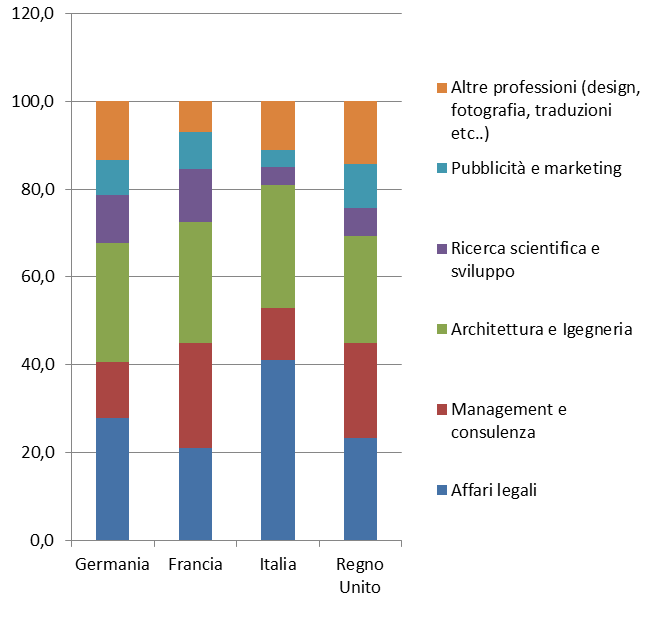 120,0
100,0
80,0
60,0
40,0
20,0
0,0
Germania
Francia
Italia
Regno
Unito
Altre professioni (design,
fotografia, traduzioni
etc..)
Pubblicità e marketing
Ricerca scientifica e
sviluppo
Architettura e Igegneria
Management e
consulenza
Affari legali